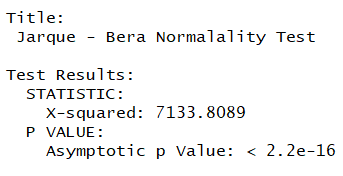 Title:
Jarque - Bera Normalality Test
Test Results:
STATISTIC:
X-squared: 7133.8089
P VALUE:
Asymptotic p Value: < 2.2e-16